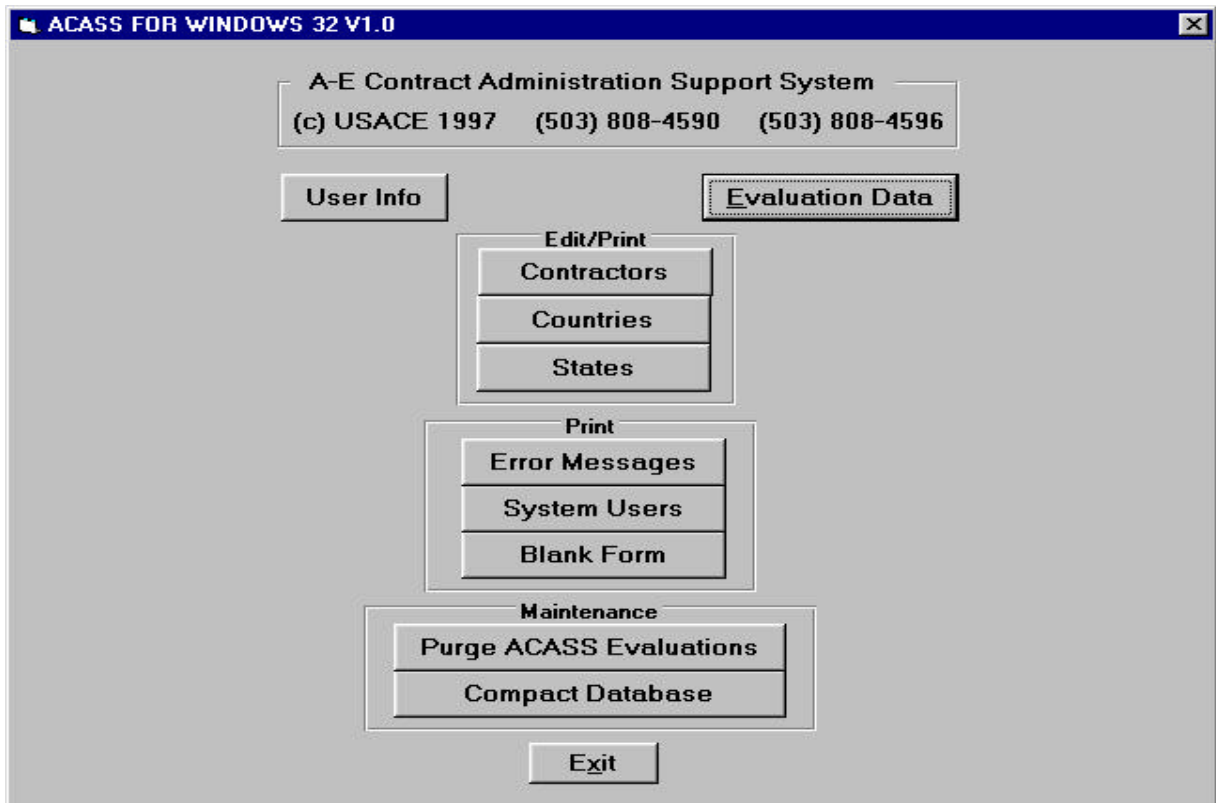 ACASS FOR WINDOWS 32 V1.0
A-E Contract Administration Support System
(c) USACE 1997 (503) 808-4590 (503) 808-4596
User Info Evaluation Data
Edit/Print
Contractors
Countries
States
Print
Error Messages
System Users
Blank Form
Maintenance
Purge ACASS Evaluations
Compact Database
Exit